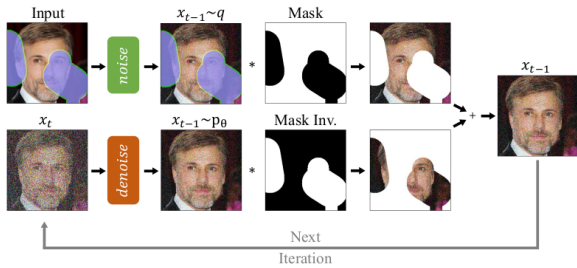 Input
x_{t−1}~q
Mask
noise
*
x_t
x_{t−1}~p_θ
Mask Inv.
denoise
*
+
x_{t−1}
Next
Iteration